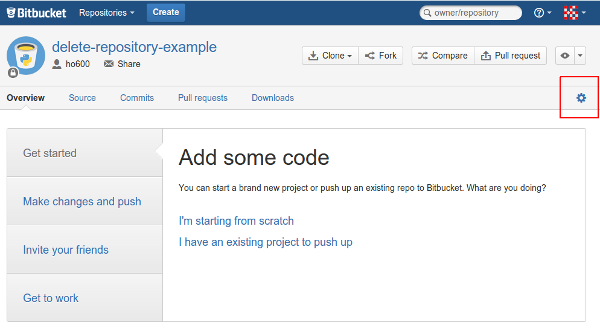 Bitbucket Repositories Create owner/repository
delete-repository-example
ho600 Share
Clone Fork Compare Pull request
Overview Source Commits Pull requests Downloads
Get started
Make changes and push
Invite your friends
Get to work
Add some code
You can start a brand new project or push up an existing repo to Bitbucket. What are you doing?
I'm starting from scratch
I have an existing project to push up